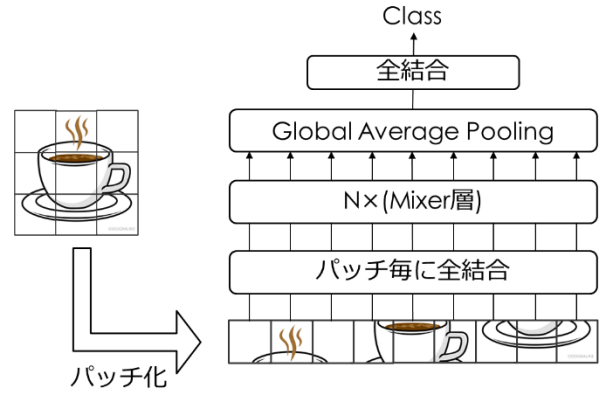 Class
全結合
Global Average Pooling
N×(Mixer層)
パッチ毎に全結合
パッチ化